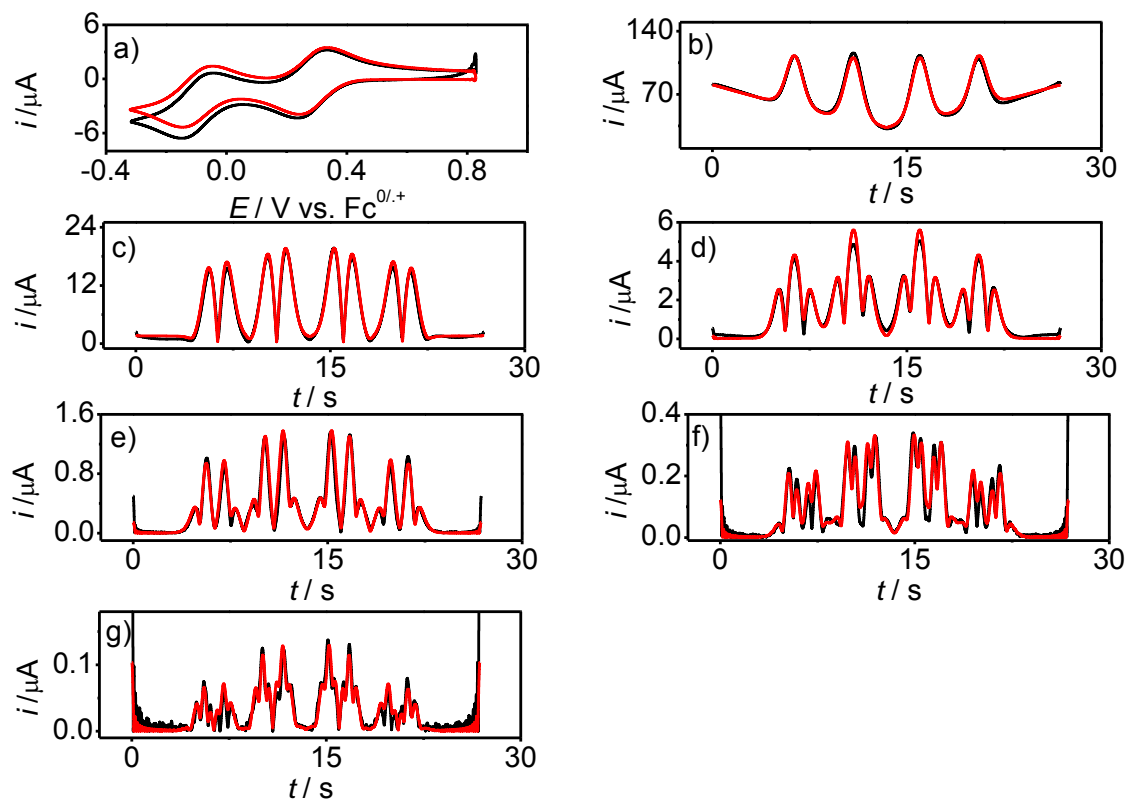 a)
i /μA
6
0
-6
-0.4 0.0 0.4 0.8
E / V vs. Fc0/.+
b)
i /μA
140
70
0 15 30
t / s
c)
i /μA
24
12
0
0 15 30
t / s
d)
i /μA
6
4
2
0
0 15 30
t / s
e)
i /μA
1.6
0.8
0.0
0 15 30
t / s
f)
i /μA
0.4
0.2
0.0
0 15 30
t / s
g)
i /μA
0.1
0.0
0 15 30
t / s